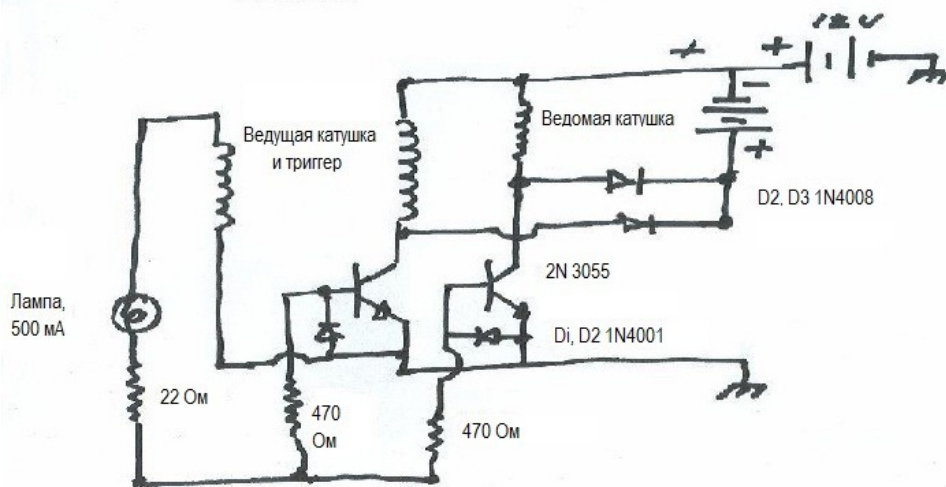 12 V
Ведущая катушка
и триггер
Ведомая катушка
D2, D3 1N4008
2N 3055
Лампа,
500 мА
Di, D2 1N4001
22 Ом
470
Ом
470 Ом